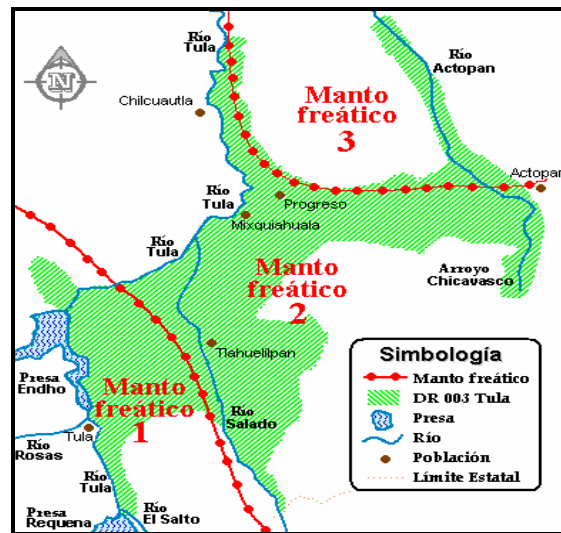 Río
Tula
Río
Actopan
N
Chilcuautla
Manto
freático
3
Actopan
Río
Tula
Progreso
Mixquiahuala
Río
Tula
Manto
freático
2
Arroyo
Chicavasco
Tlahuelilpan
Presa
Endho
Manto
freático
1
Río
Salado
Tula
Río
Rosas
Río
Tula
Presa
Requena
Río
El Salto
Simbología
Manto freático
DR 003 Tula
Presa
Río
Población
Límite Estatal